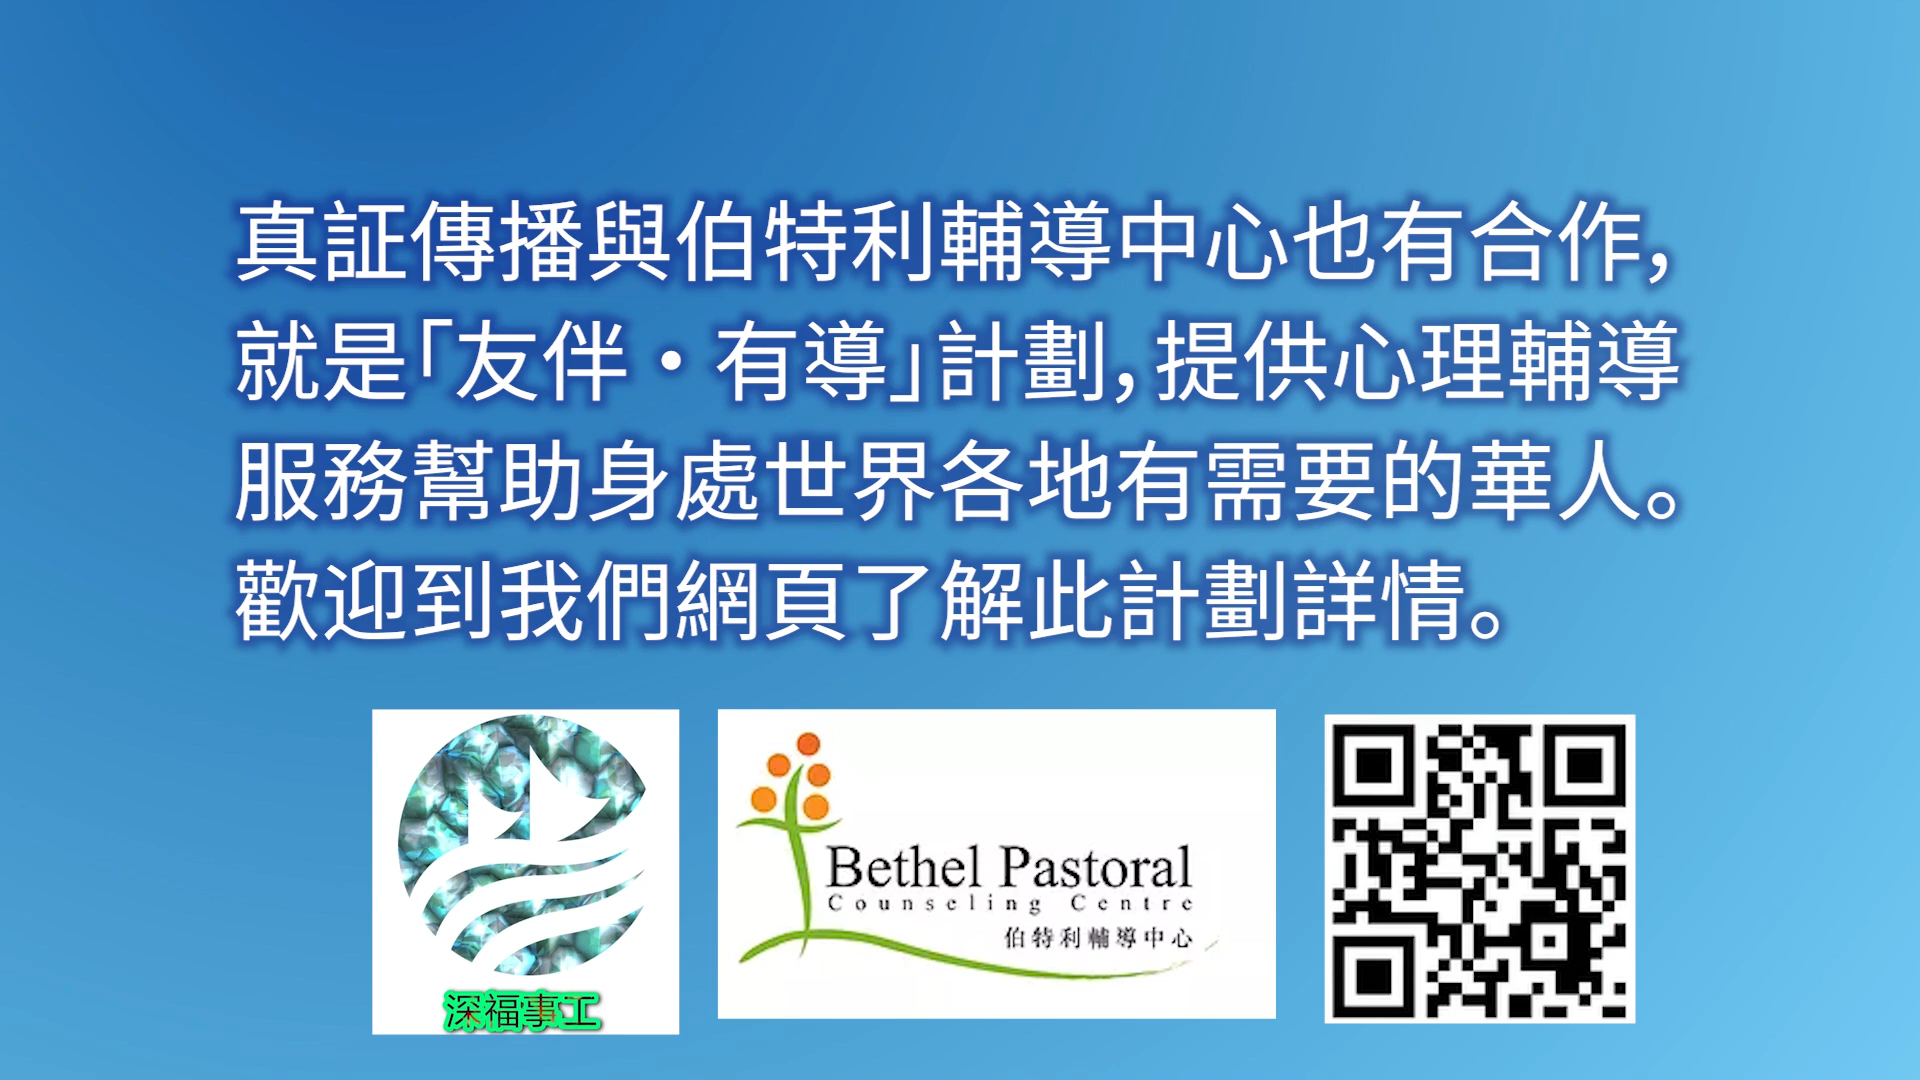 真証傳播與伯特利輔導中心也有合作，
就是「友伴·有導」計劃，提供心理輔導
服務幫助身處世界各地有需要的華人。
歡迎到我們網頁了解此計劃詳情。
深福事工
Bethel Pastoral
Counseling Centre
伯特利輔導中心